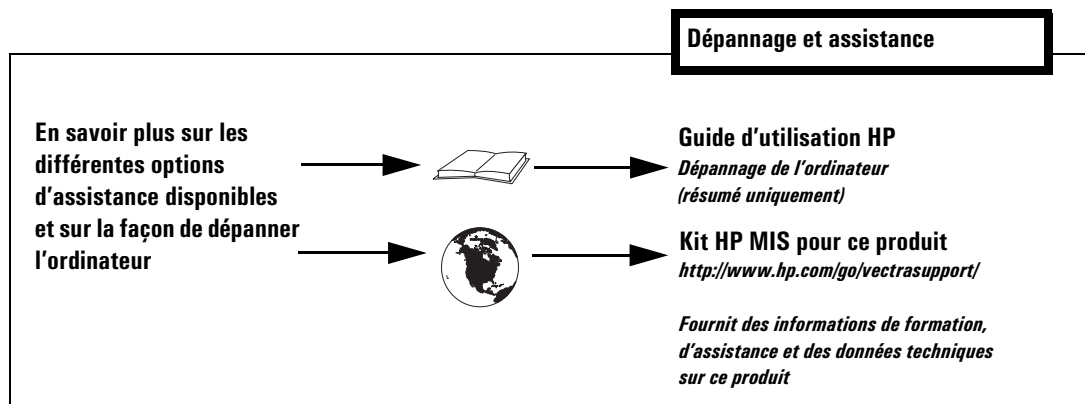 Dépannage et assistance
En savoir plus sur les
différentes options
d'assistance disponibles
et sur la façon de dépanner
l'ordinateur
Guide d'utilisation HP
Dépannage de l'ordinateur
(résumé uniquement)
Kit HP MIS pour ce produit
http://www.hp.com/go/vectrasupport/
Fournit des informations de formation,
d'assistance et des données techniques
sur ce produit